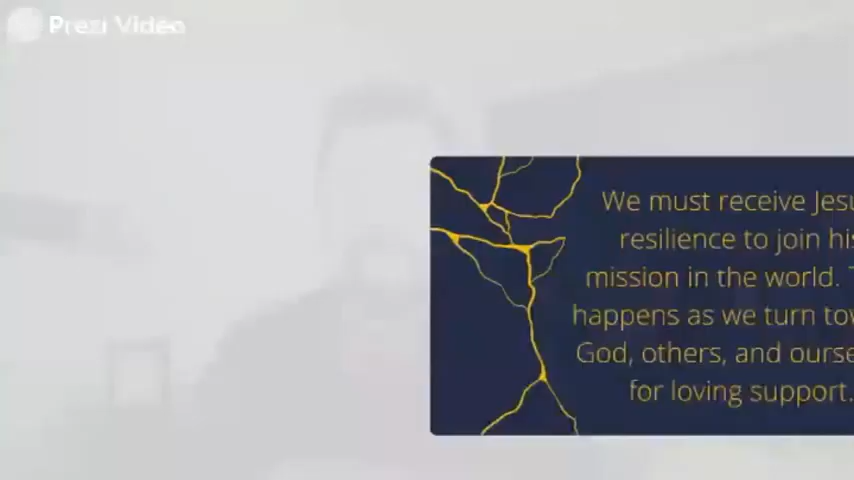 Prezi Video
We must receive Jesu
resilience to join his
mission in the world. T
happens as we turn tov
God, others, and ourse
for loving support.